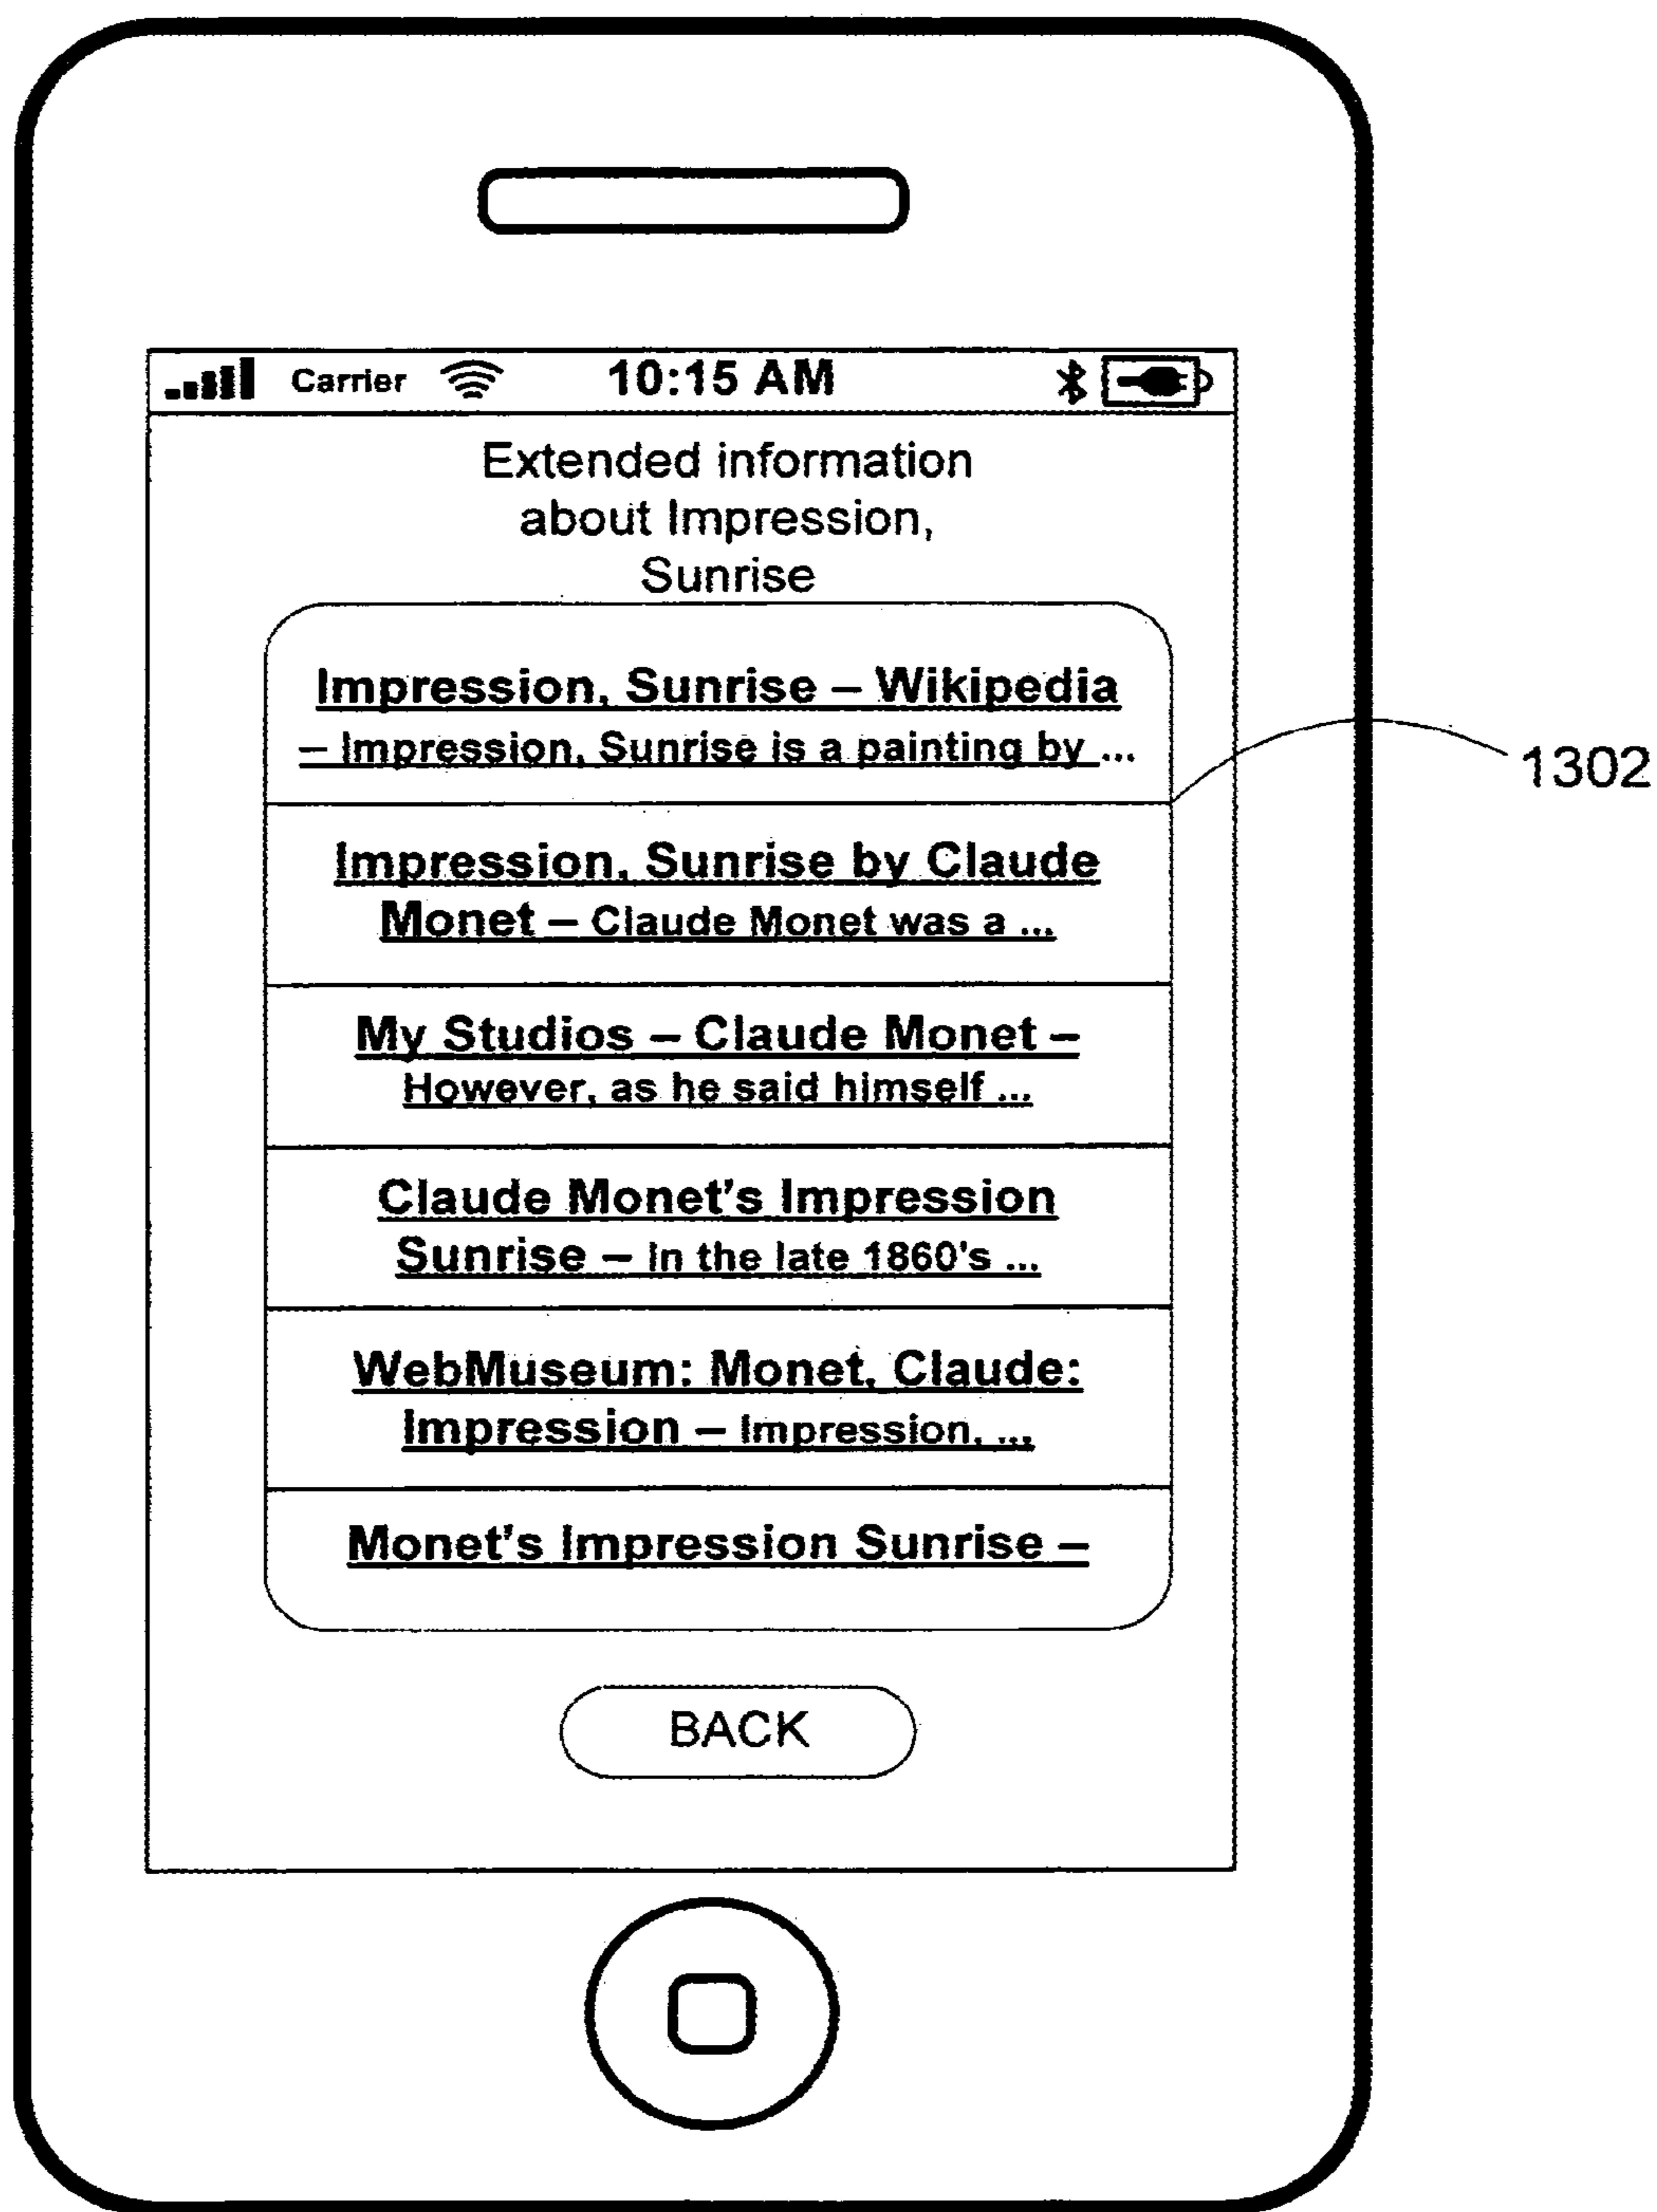 Carrier 10:15 AM
Extended information
about Impression,
Sunrise
Impression, Sunrise – Wikipedia
– Impression, Sunrise is a painting by ...
Impression, Sunrise by Claude
Monet – Claude Monet was a ...
My Studios – Claude Monet –
However, as he said himself ...
Claude Monet's Impression
Sunrise – In the late 1860's ...
WebMuseum: Monet, Claude:
Impression – Impression, ...
Monet's Impression Sunrise –
BACK
1302